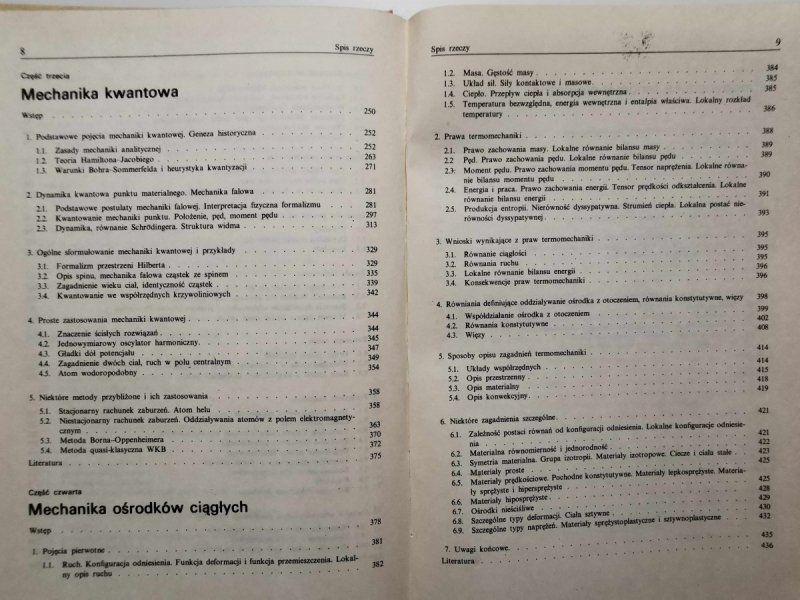 8
Spis rzeczy
Część trzecia
Mechanika kwantowa
Wstęp . . . 250
1. Podstawowe pojęcia mechaniki kwantowej. Geneza historyczna . . . 252
1.1. Zasady mechaniki analitycznej . . . 252
1.2. Teoria Hamiltona-Jacobiego . . . 263
1.3. Warunki Bohra-Sommerfelda i heurystyka kwantyzacji . . . 271
2. Dynamika kwantowa punktu materialnego. Mechanika falowa . . . 281
2.1. Podstawowe postulaty mechaniki falowej. Interpretacja fizyczna formalizmu . . . 281
2.2. Kwantowanie mechaniki punktu. Położenie, pęd, moment pędu . . . 297
2.3. Dynamika, równanie Schrödingera. Struktura widma . . . 313
3. Ogólne sformułowanie mechaniki kwantowej i przykłady . . . 329
3.1. Formalizm przestrzeni Hilberta . . . 329
3.2. Opis spinu, mechanika falowa cząstek ze spinem . . . 335
3.3. Zagadnienie wielu ciał, identyczność cząstek . . . 339
3.4. Kwantowanie we współrzędnych krzywoliniowych . . . 342
4. Proste zastosowania mechaniki kwantowej . . . 344
4.1. Znaczenie ścisłych rozwiązań . . . 344
4.2. Jednowymiarowy oscylator harmoniczny . . . 345
4.3. Gładki dół potencjału . . . 347
4.4. Zagadnienie dwóch ciał, ruch w polu centralnym . . . 349
4.5. Atom wodoropodobny . . . 354
5. Niektóre metody przybliżone i ich zastosowania . . . 358
5.1. Stacjonarny rachunek zaburzeń. Atom helu . . . 358
5.2. Niestacjonarny rachunek zaburzeń. Oddziaływania atomów z polem elektromagnety-
cznym . . . 363
5.3. Metoda Borna-Oppenheimera . . . 370
5.4. Metoda quasi-klasyczna WKB . . . 372
Literatura . . . 375
Część czwarta
Mechanika ośrodków ciągłych
Wstęp . . . 378
1. Pojęcia pierwotne . . . 381
1.1. Ruch. Konfiguracja odniesienia. Funkcja deformacji i funkcja przemieszczenia. Lokal-
ny opis ruchu . . . 382
Spis rzeczy
9
1.2. Masa. Gęstość masy . . . 384
1.3. Układ sił. Siły kontaktowe i masowe . . . 385
1.4. Ciepło. Przepływ ciepła i absorpcja wewnętrzna . . . 385
1.5. Temperatura bezwzględna, energia wewnętrzna i entalpia właściwa. Lokalny rozkład
temperatury . . . 386
2. Prawa termomechaniki . . . 388
2.1. Prawo zachowania masy. Lokalne równanie bilansu masy . . . 389
2.2 Pęd. Prawo zachowania pędu. Lokalne równanie bilansu pędu . . . 389
2.3. Moment pędu. Prawo zachowania momentu pędu. Tensor naprężenia. Lokalne równa-
nie bilansu momentu pędu . . . 390
2.4. Energia i praca. Prawo zachowania energii. Tensor prędkości odkształcenia. Lokalne
równanie bilansu energii . . . 391
2.5. Produkcja entropii. Nierówność dyssypatywna. Strumień ciepła. Lokalna postać nie-
równości dyssypatywnej . . . 393
3. Wnioski wynikające z praw termomechaniki . . . 395
3.1. Równanie ciągłości . . . 395
3.2. Równania ruchu . . . 395
3.3. Lokalne równanie bilansu energii . . . 396
3.4. Konsekwencje praw termomechaniki . . . 396
4. Równiania definiujące oddziaływanie ośrodka z otoczeniem, równania konstytutywne, więzy . . . 398
4.1. Współdziałanie ośrodka z otoczeniem . . . 399
4.2. Równania konstytutywne . . . 402
4.3. Więzy . . . 408
5. Sposoby opisu zagadnień termomechaniki . . . 414
5.1. Układy współrzędnych . . . 414
5.2. Opis przestrzenny . . . 415
5.3. Opis materialny . . . 418
5.4. Opis konwekcyjny . . . 419
6. Niektóre zagadnienia szczególne . . . 421
6.1. Zależność postaci równań od konfiguracji odniesienia. Lokalne konfiguracje odniesie-
nia . . . 421
6.2. Materialna równomierność i jednorodność . . . 422
6.3. Symetria materialna. Grupa izotropii. Materiały izotropowe. Ciecze i ciała stałe . . . 423
6.4. Materiały proste . . . 425
6.5. Materiały prędkościowe. Pochodne konstytutywne. Materiały lepkosprężyste. Materia-
ły sprężyste i hipersprężyste . . . 425
6.6. Materiały hiposprężyste . . . 428
6.7. Ośrodki nieściśliwe . . . 429
6.8. Szczególne typy deformacji. Ciała sztywne . . . 430
6.9. Szczególne typy naprężeń. Materiały sprężystoplastyczne i sztywnoplastyczne . . . 432
7. Uwagi końcowe . . . 435
Literatura . . . 436